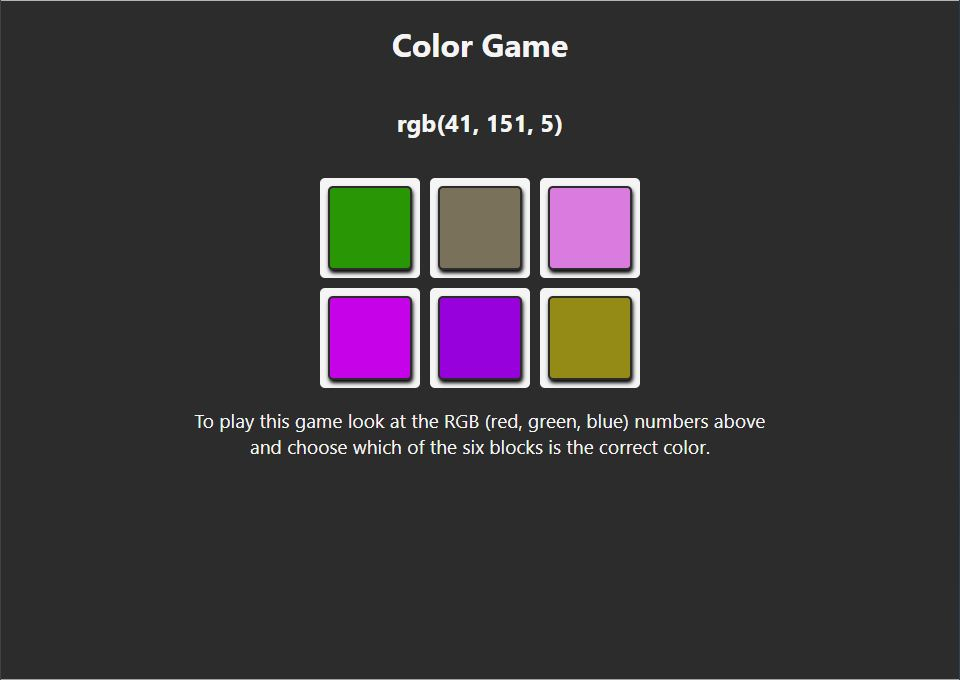 Color Game
rgb(41, 151, 5)
To play this game look at the RGB (red, green, blue) numbers above
and choose which of the six blocks is the correct color.